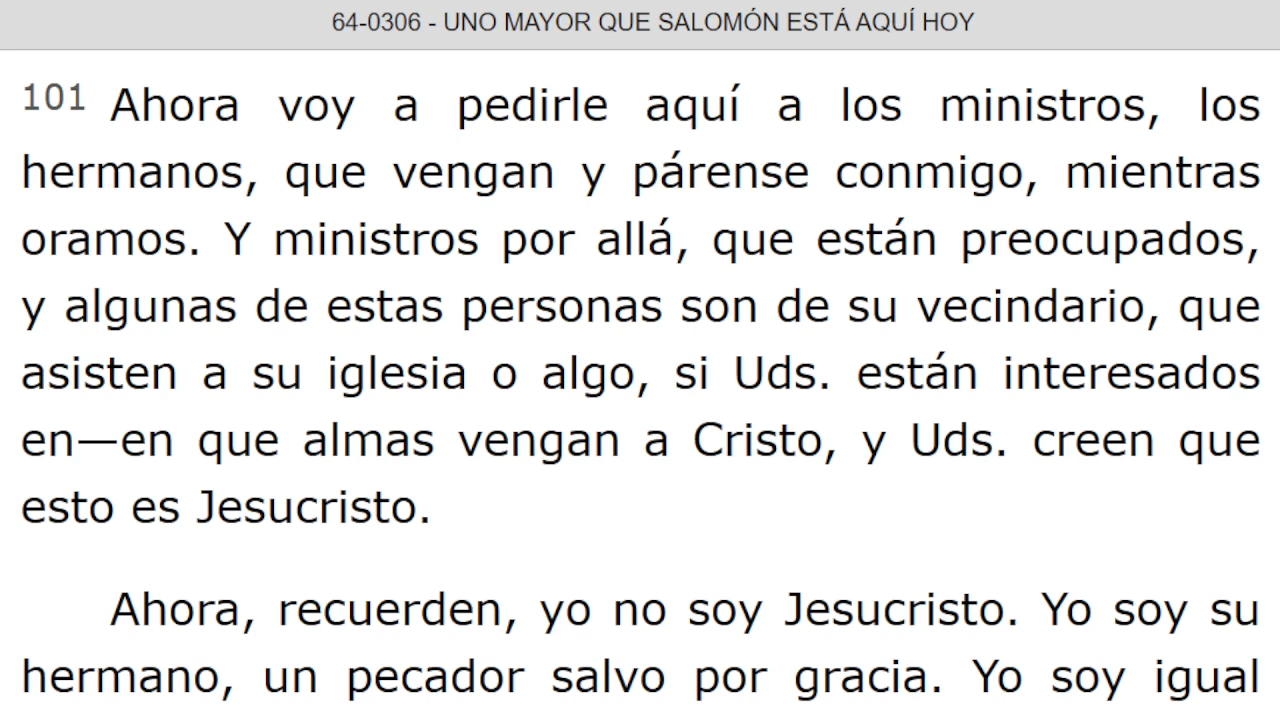 64-0306 - UNO MAYOR QUE SALOMÓN ESTÁ AQUÍ HOY
101 Ahora voy a pedirle aquí a los ministros, los
hermanos, que vengan y párense conmigo, mientras
oramos. Y ministros por allá, que están preocupados,
y algunas de estas personas son de su vecindario, que
asisten a su iglesia o algo, si Uds. están interesados
en—en que almas vengan a Cristo, y Uds. creen que
esto es Jesucristo.
Ahora, recuerden, yo no soy Jesucristo. Yo soy su
hermano, un pecador salvo por gracia. Yo soy igual